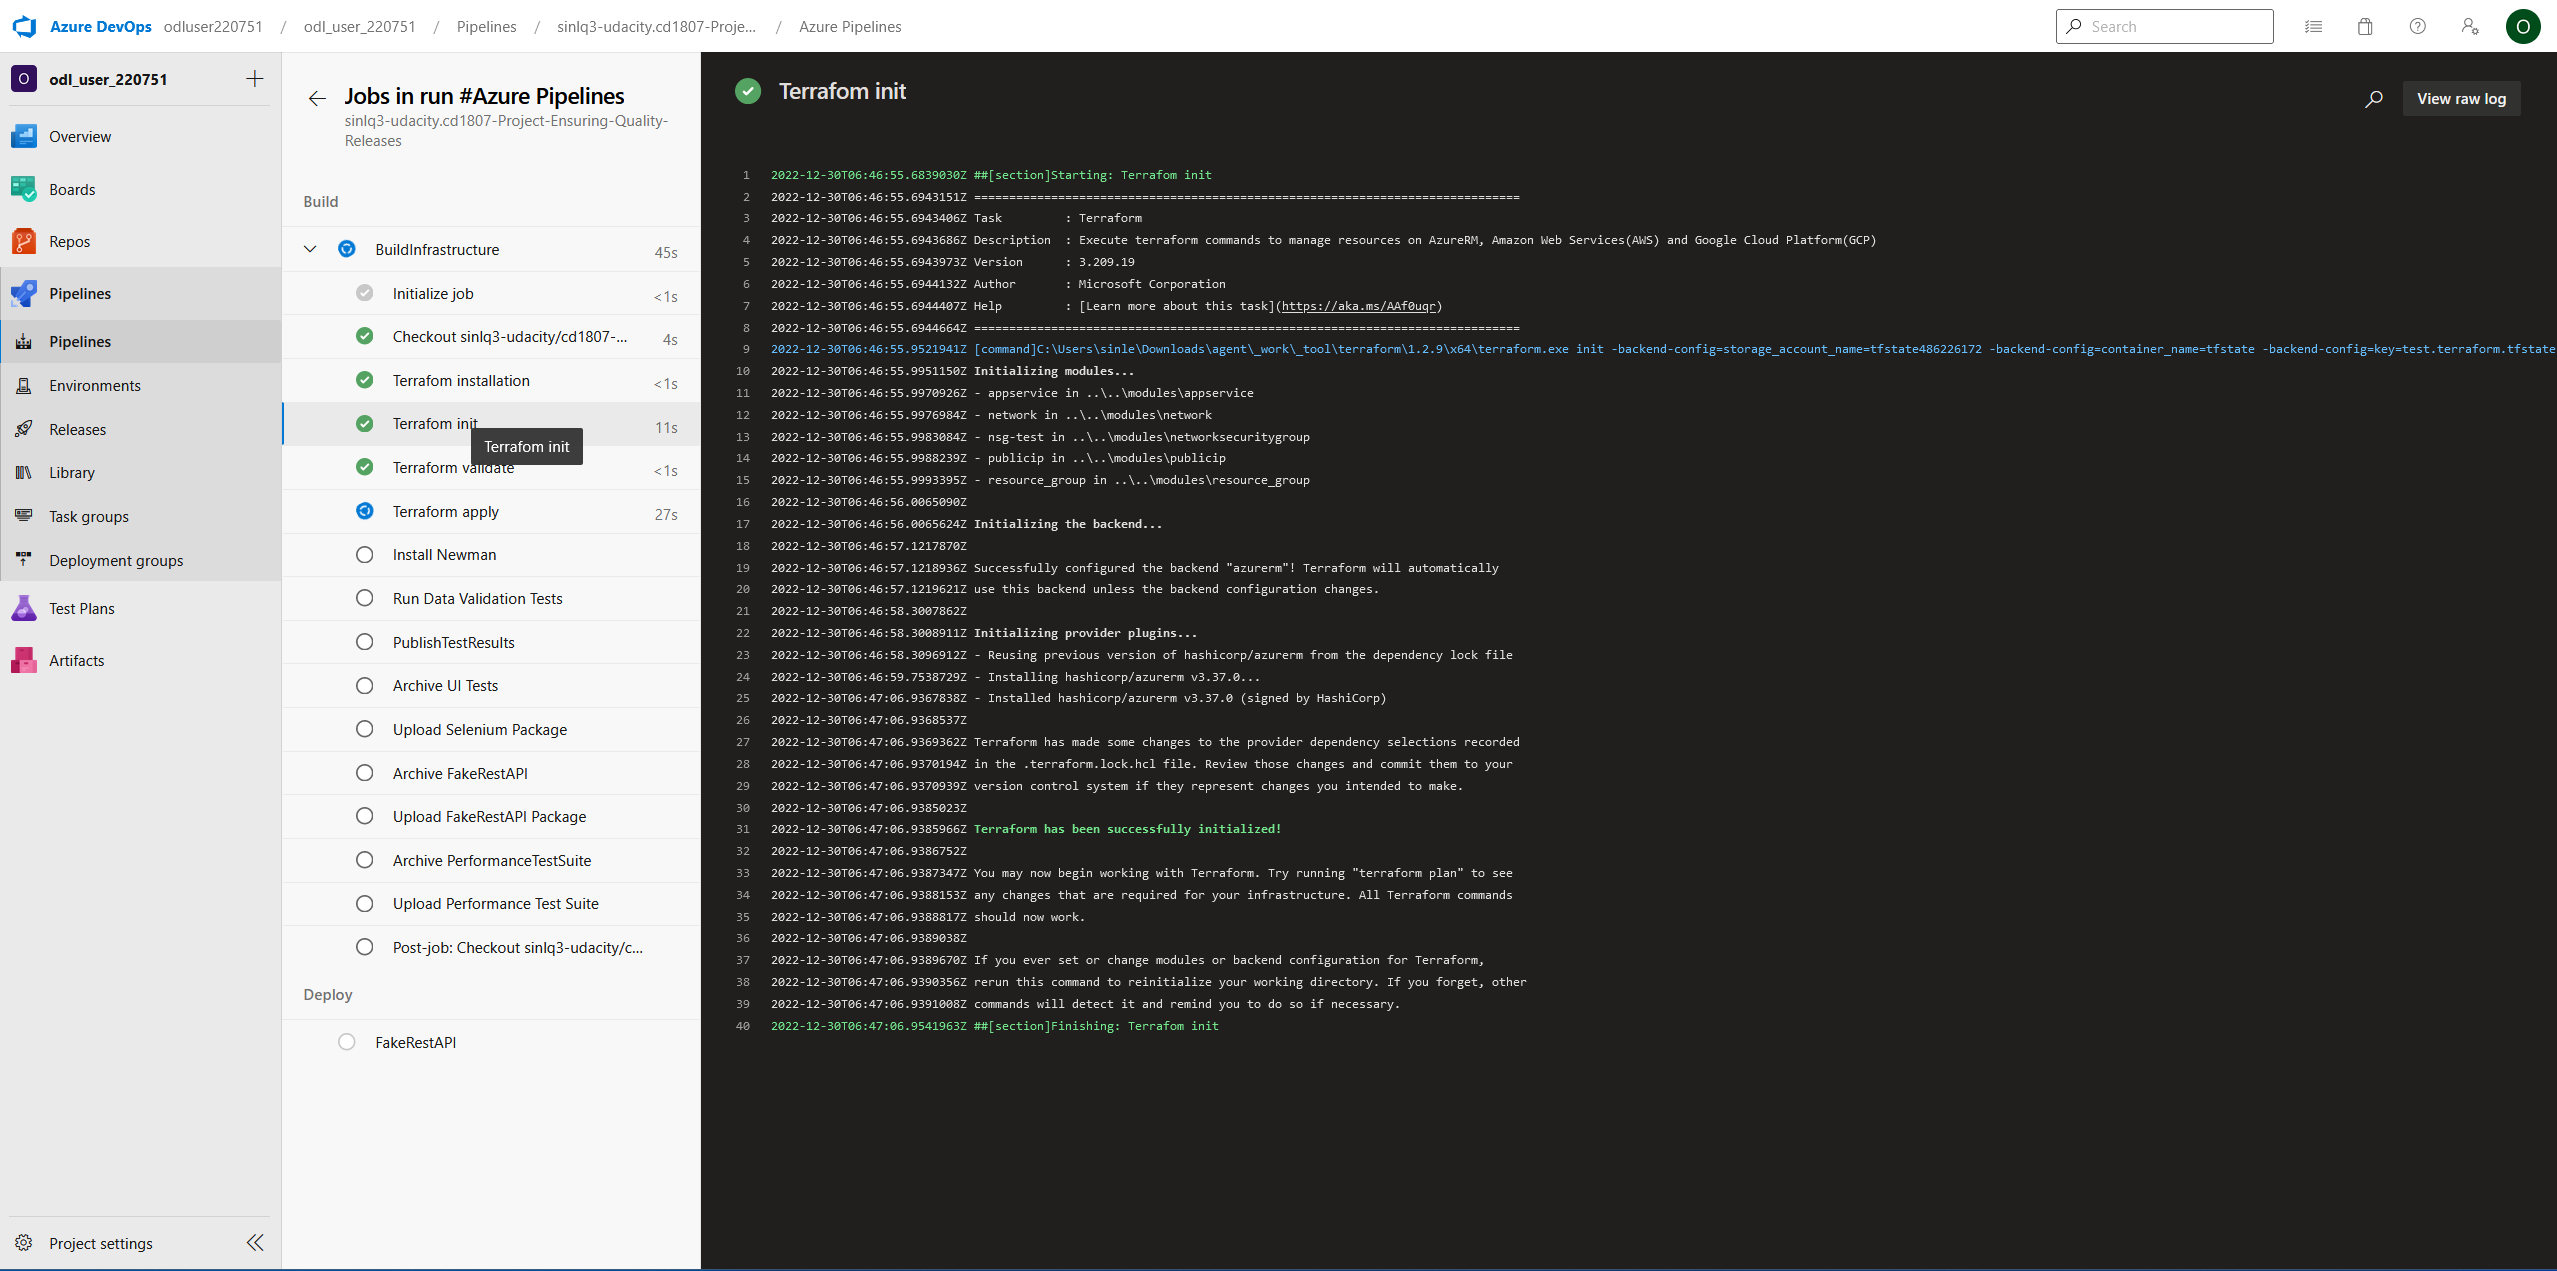 Azure DevOps odluser220751 / odl_user_220751 / Pipelines / sinlq3-udacity.cd1807-Proje... / Azure Pipelines
Search
O
O odl_user_220751
Overview
Boards
Repos
Pipelines
Pipelines
Environments
Releases
Library
Task groups
Deployment groups
Test Plans
Artifacts
Project settings
Jobs in run #Azure Pipelines
sinlq3-udacity.cd1807-Project-Ensuring-Quality-
Releases
Build
BuildInfrastructure 45s
Initialize job <1s
Checkout sinlq3-udacity/cd1807-... 4s
Terrafom installation <1s
Terrafom init 11s
Terrafom init
Terraform validate <1s
Terraform apply 27s
Install Newman
Run Data Validation Tests
PublishTestResults
Archive UI Tests
Upload Selenium Package
Archive FakeRestAPI
Upload FakeRestAPI Package
Archive PerformanceTestSuite
Upload Performance Test Suite
Post-job: Checkout sinlq3-udacity/c...
Deploy
FakeRestAPI
Terrafom init
View raw log
1 2022-12-30T06:46:55.6839030Z ##[section]Starting: Terrafom init
2 2022-12-30T06:46:55.6943151Z ==============================================================================
3 2022-12-30T06:46:55.6943406Z Task : Terraform
4 2022-12-30T06:46:55.6943686Z Description : Execute terraform commands to manage resources on AzureRM, Amazon Web Services(AWS) and Google Cloud Platform(GCP)
5 2022-12-30T06:46:55.6943973Z Version : 3.209.19
6 2022-12-30T06:46:55.6944132Z Author : Microsoft Corporation
7 2022-12-30T06:46:55.6944407Z Help : [Learn more about this task](https://aka.ms/AAf0uqr)
8 2022-12-30T06:46:55.6944664Z ==============================================================================
9 2022-12-30T06:46:55.9521941Z [command]C:\Users\sinle\Downloads\agent\_work\_tool\terraform\1.2.9\x64\terraform.exe init -backend-config=storage_account_name=tfstate486226172 -backend-config=container_name=tfstate -backend-config=key=test.terraform.tfstate
10 2022-12-30T06:46:55.9951150Z Initializing modules...
11 2022-12-30T06:46:55.9970926Z - appservice in ..\..\modules\appservice
12 2022-12-30T06:46:55.9976984Z - network in ..\..\modules\network
13 2022-12-30T06:46:55.9983084Z - nsg-test in ..\..\modules\networksecuritygroup
14 2022-12-30T06:46:55.9988239Z - publicip in ..\..\modules\publicip
15 2022-12-30T06:46:55.9993395Z - resource_group in ..\..\modules\resource_group
16 2022-12-30T06:46:56.0065090Z
17 2022-12-30T06:46:56.0065624Z Initializing the backend...
18 2022-12-30T06:46:57.1217870Z
19 2022-12-30T06:46:57.1218936Z Successfully configured the backend "azurerm"! Terraform will automatically
20 2022-12-30T06:46:57.1219621Z use this backend unless the backend configuration changes.
21 2022-12-30T06:46:58.3007862Z
22 2022-12-30T06:46:58.3008911Z Initializing provider plugins...
23 2022-12-30T06:46:58.3096912Z - Reusing previous version of hashicorp/azurerm from the dependency lock file
24 2022-12-30T06:46:59.7538729Z - Installing hashicorp/azurerm v3.37.0...
25 2022-12-30T06:47:06.9367838Z - Installed hashicorp/azurerm v3.37.0 (signed by HashiCorp)
26 2022-12-30T06:47:06.9368537Z
27 2022-12-30T06:47:06.9369362Z Terraform has made some changes to the provider dependency selections recorded
28 2022-12-30T06:47:06.9370194Z in the .terraform.lock.hcl file. Review those changes and commit them to your
29 2022-12-30T06:47:06.9370939Z version control system if they represent changes you intended to make.
30 2022-12-30T06:47:06.9385023Z
31 2022-12-30T06:47:06.9385966Z Terraform has been successfully initialized!
32 2022-12-30T06:47:06.9386752Z
33 2022-12-30T06:47:06.9387347Z You may now begin working with Terraform. Try running "terraform plan" to see
34 2022-12-30T06:47:06.9388153Z any changes that are required for your infrastructure. All Terraform commands
35 2022-12-30T06:47:06.9388817Z should now work.
36 2022-12-30T06:47:06.9389038Z
37 2022-12-30T06:47:06.9389670Z If you ever set or change modules or backend configuration for Terraform,
38 2022-12-30T06:47:06.9390356Z rerun this command to reinitialize your working directory. If you forget, other
39 2022-12-30T06:47:06.9391008Z commands will detect it and remind you to do so if necessary.
40 2022-12-30T06:47:06.9541963Z ##[section]Finishing: Terrafom init